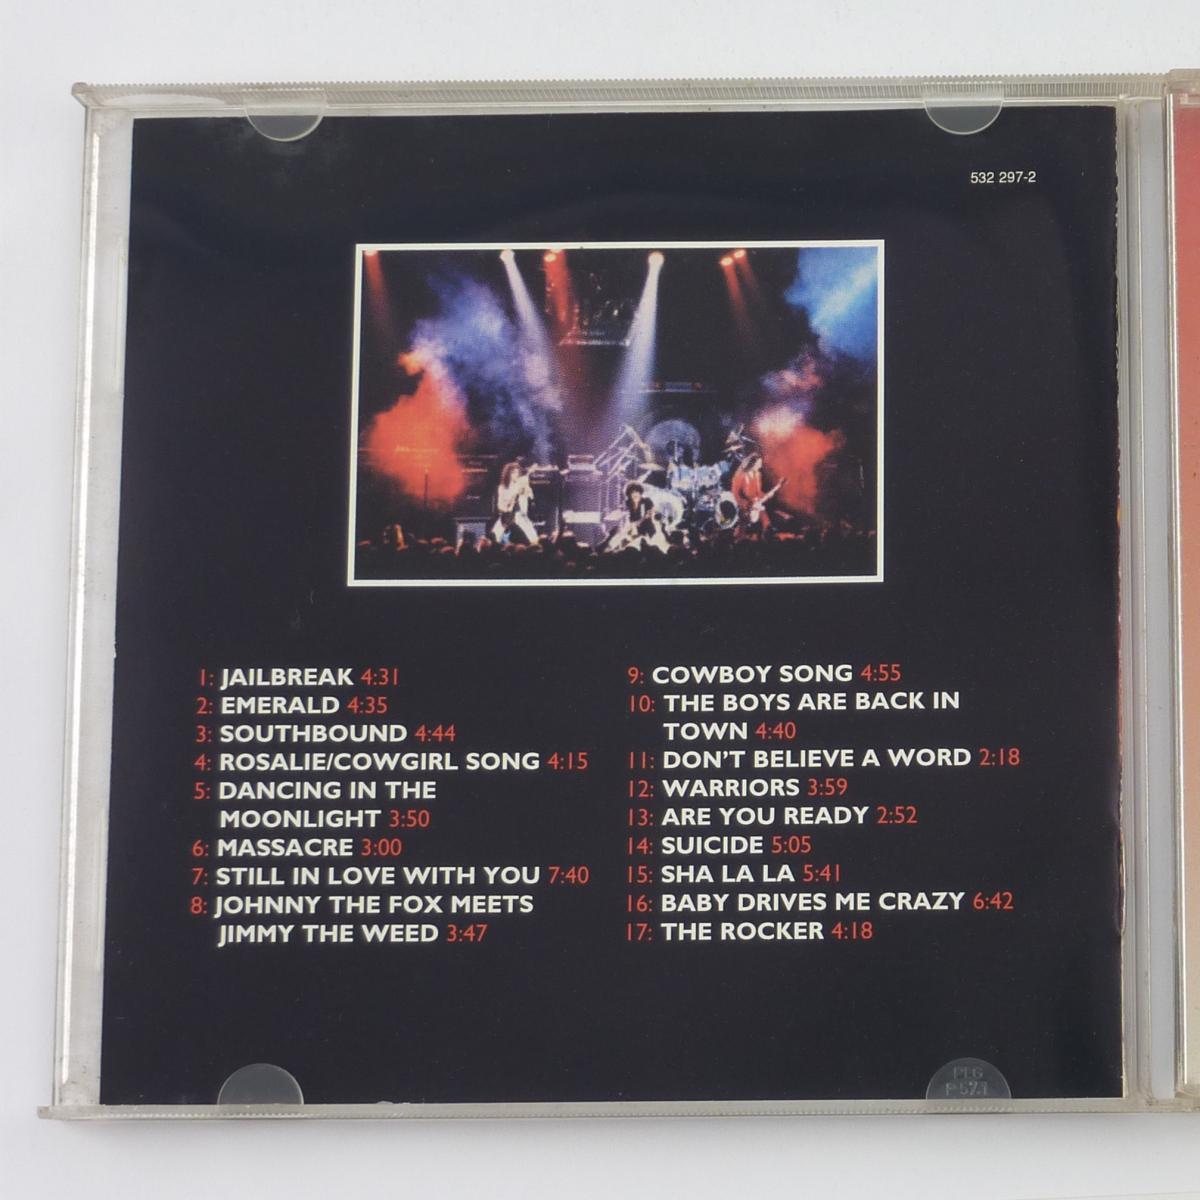 532 297-2
1: JAILBREAK 4:31
2: EMERALD 4:35
3: SOUTHBOUND 4:44
4: ROSALIE/COWGIRL SONG 4:15
5: DANCING IN THE
MOONLIGHT 3:50
6: MASSACRE 3:00
7: STILL IN LOVE WITH YOU 7:40
8: JOHNNY THE FOX MEETS
JIMMY THE WEED 3:47
9: COWBOY SONG 4:55
10: THE BOYS ARE BACK IN
TOWN 4:40
11: DON'T BELIEVE A WORD 2:18
12: WARRIORS 3:59
13: ARE YOU READY 2:52
14: SUICIDE 5:05
15: SHA LA LA 5:41
16: BABY DRIVES ME CRAZY 6:42
17: THE ROCKER 4:18